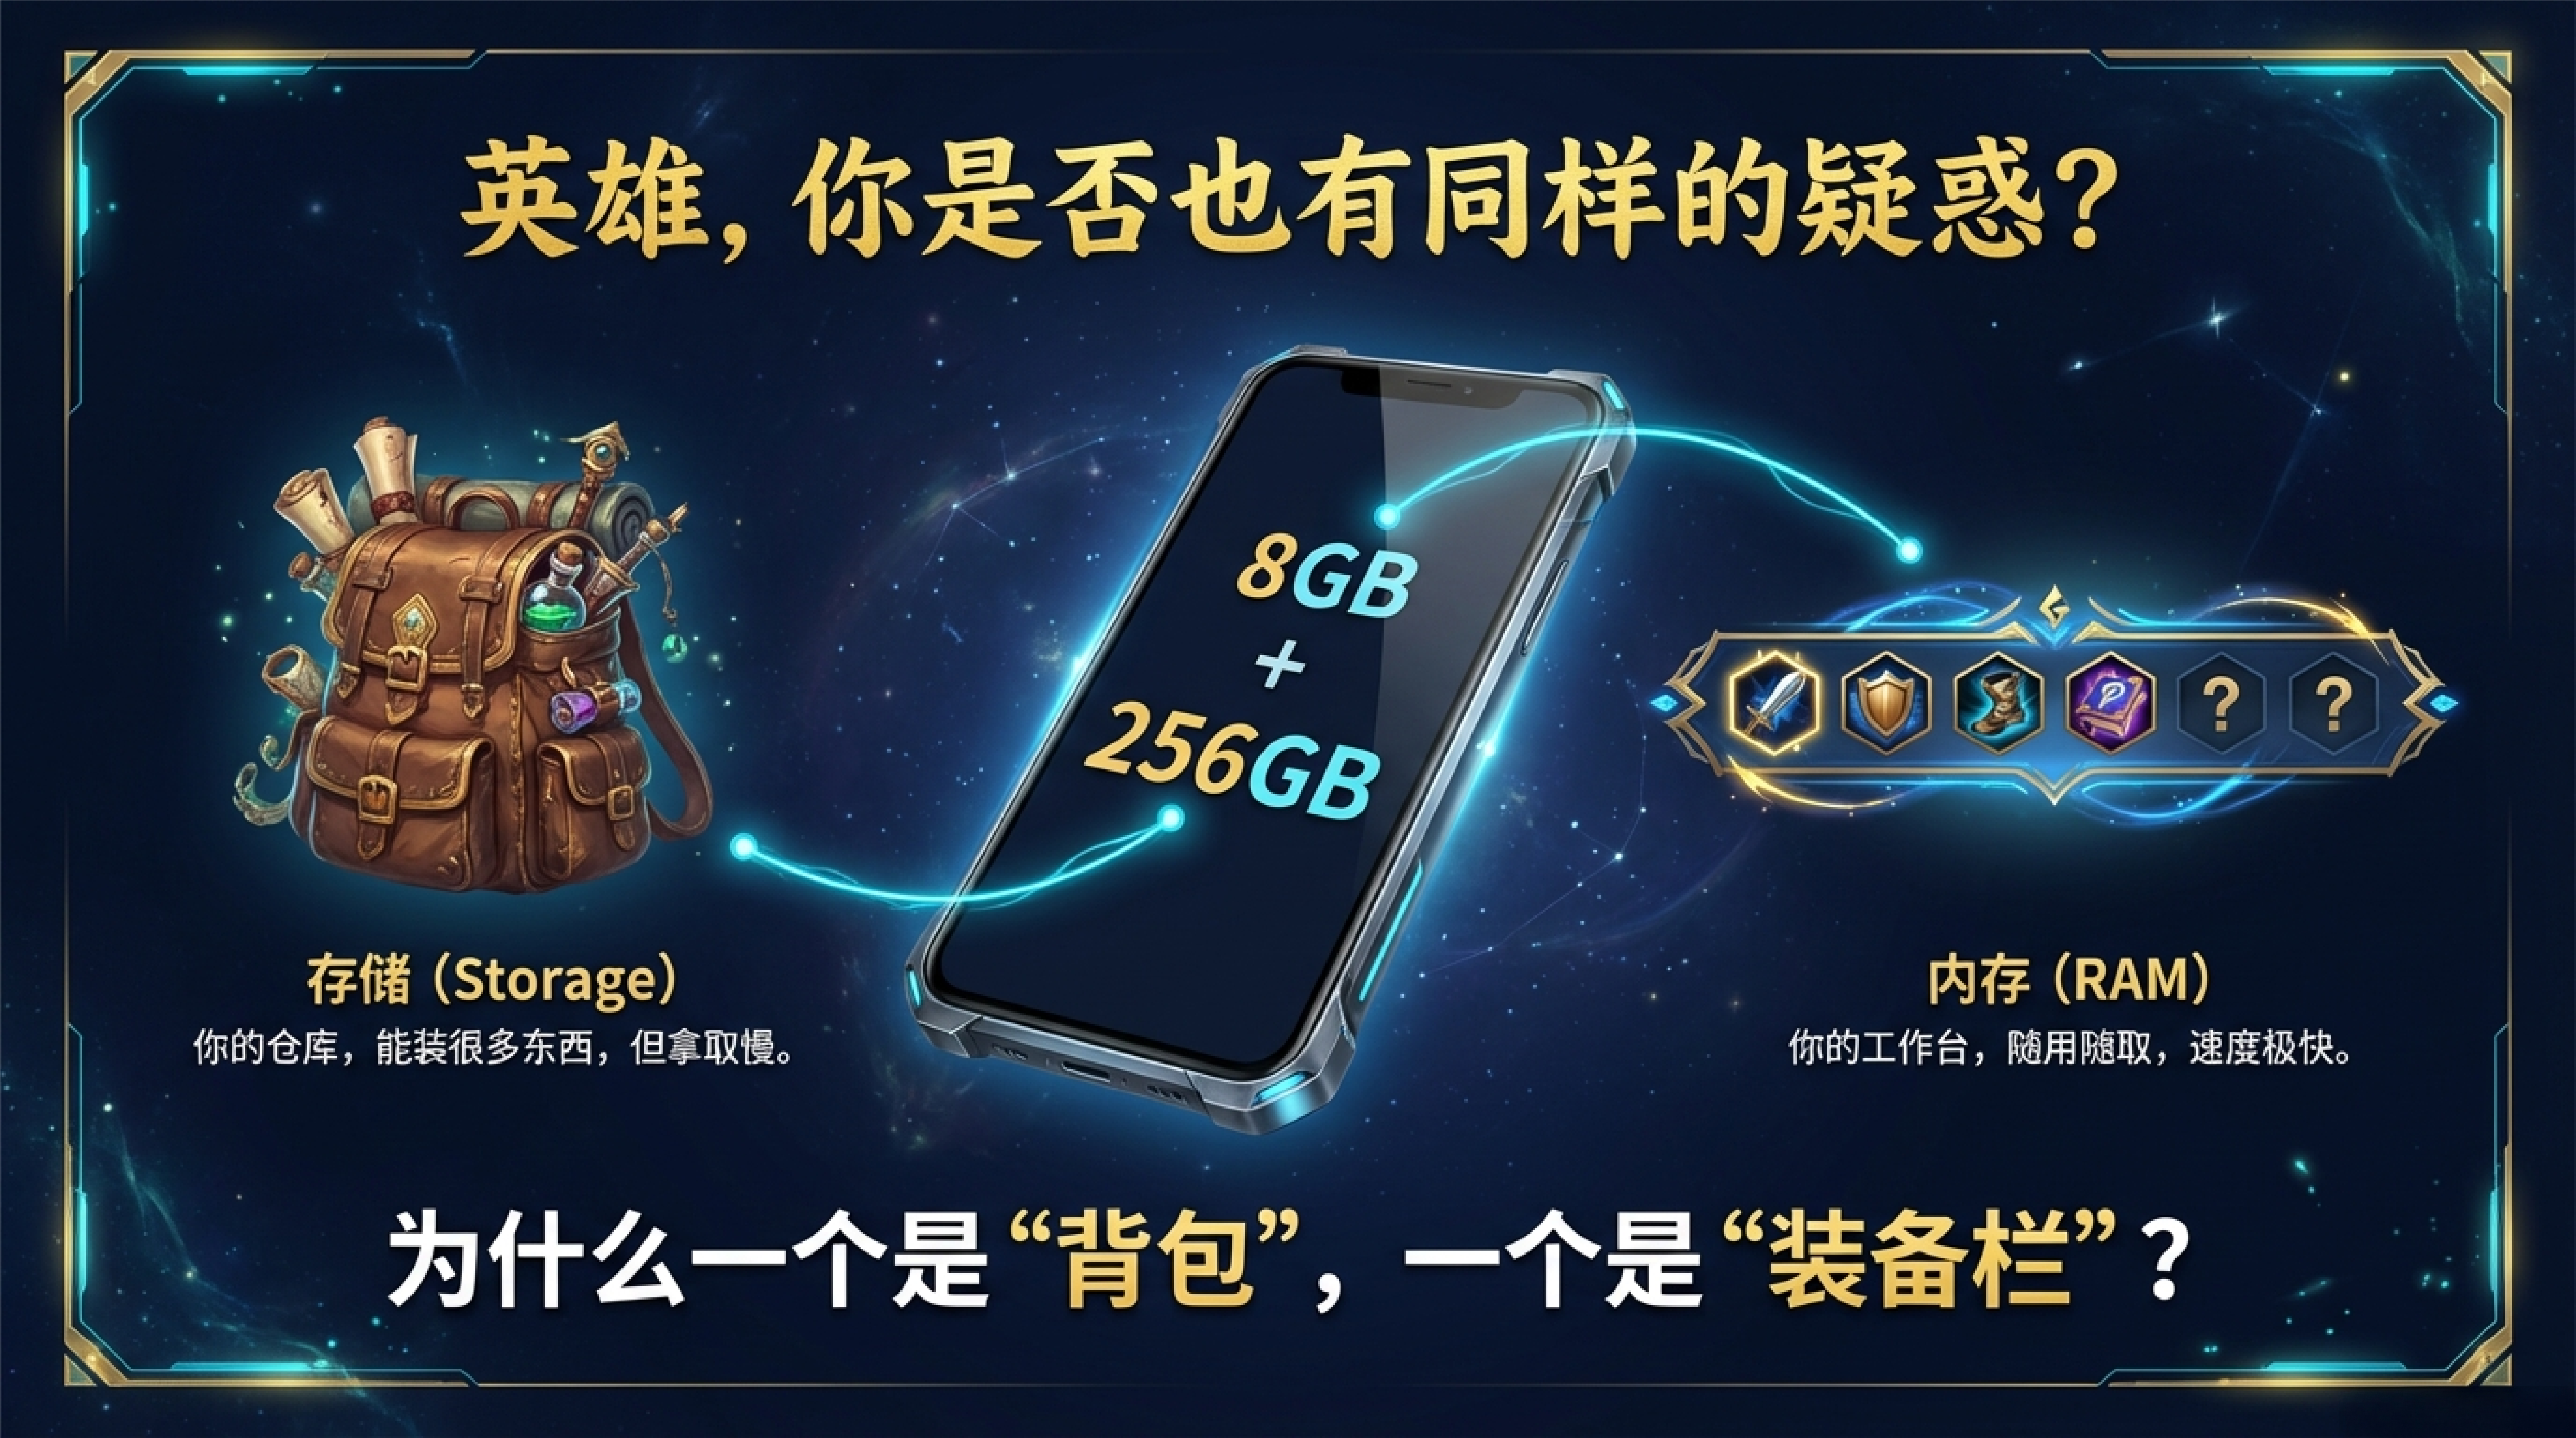 英雄，你是否也有同样的疑惑？
8GB
+
256GB
? ?
存储（Storage）
你的仓库，能装很多东西，但拿取慢。
内存（RAM）
你的工作台，随用随取，速度极快。
为什么一个是“背包”，一个是“装备栏”？